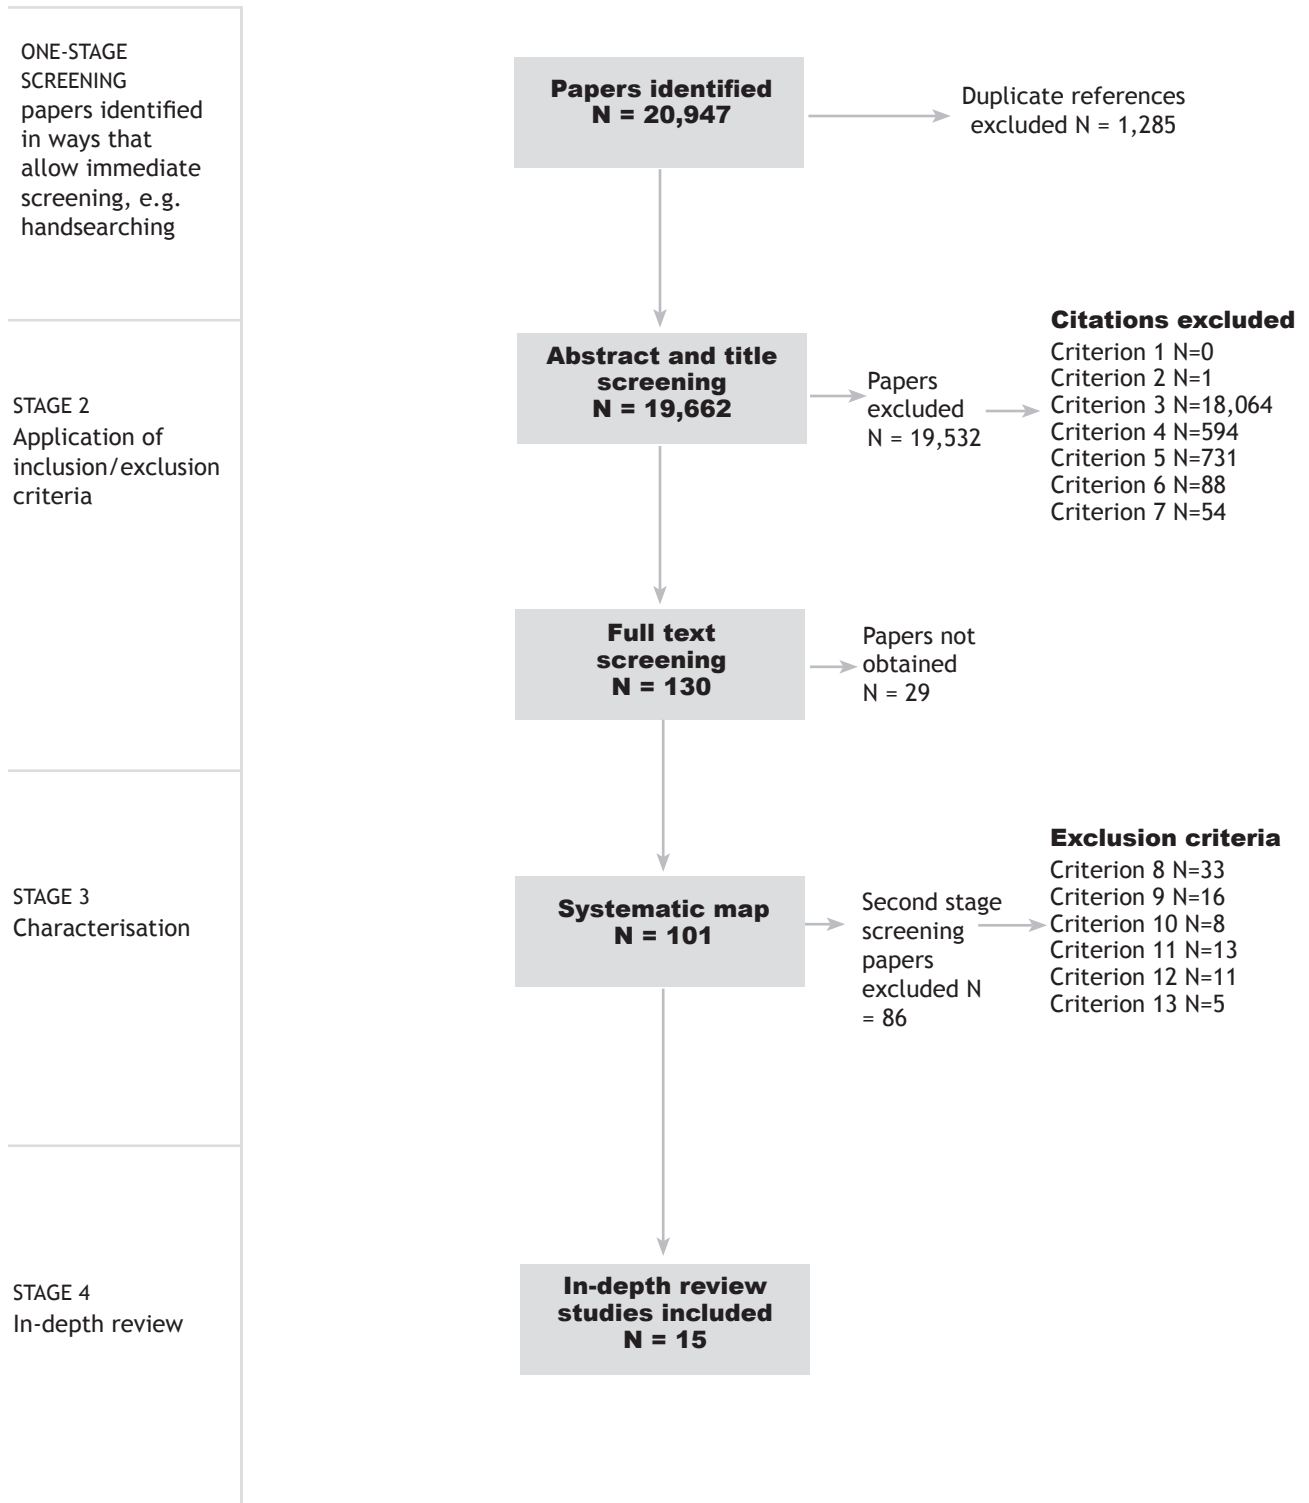 ONE-STAGE
SCREENING
papers identified
in ways that
allow immediate
screening, e.g.
handsearching
Papers identified
N = 20,947
Duplicate references
excluded N = 1,285
STAGE 2
Application of
inclusion/exclusion
criteria
Abstract and title
screening
N = 19,662
Papers
excluded
N = 19,532
Citations excluded
Criterion 1 N=0
Criterion 2 N=1
Criterion 3 N=18,064
Criterion 4 N=594
Criterion 5 N=731
Criterion 6 N=88
Criterion 7 N=54
Full text
screening
N = 130
Papers not
obtained
N = 29
STAGE 3
Characterisation
Systematic map
N = 101
Second stage
screening
papers
excluded N
= 86
Exclusion criteria
Criterion 8 N=33
Criterion 9 N=16
Criterion 10 N=8
Criterion 11 N=13
Criterion 12 N=11
Criterion 13 N=5
STAGE 4
In-depth review
In-depth review
studies included
N = 15